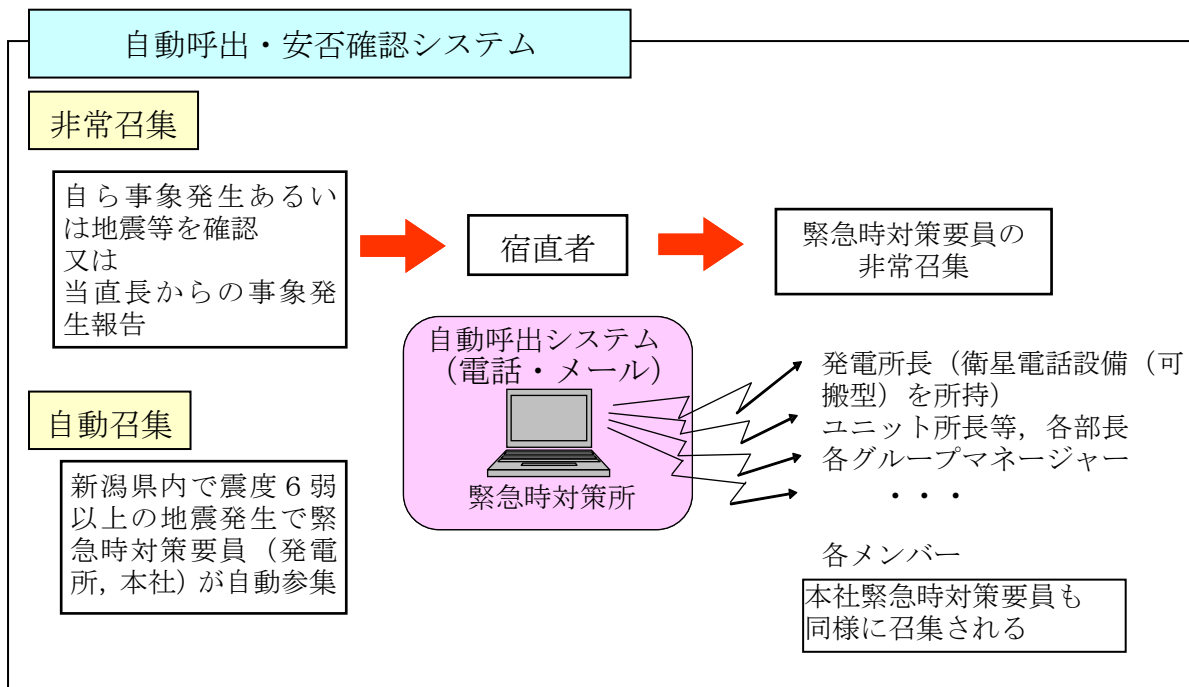 自動呼出・安否確認システム
非常召集
自ら事象発生あるい
は地震等を確認
又は
当直長からの事象発
生報告
宿直者
緊急時対策要員の
非常召集
自動呼出システム
（電話・メール）
緊急時対策所
発電所長（衛星電話設備（可
搬型）を所持）
ユニット所長等，各部長
各グループマネージャー
・・・
各メンバー
本社緊急時対策要員も
同様に召集される
自動召集
新潟県内で震度６弱
以上の地震発生で緊
急時対策要員（発電
所，本社）が自動参集